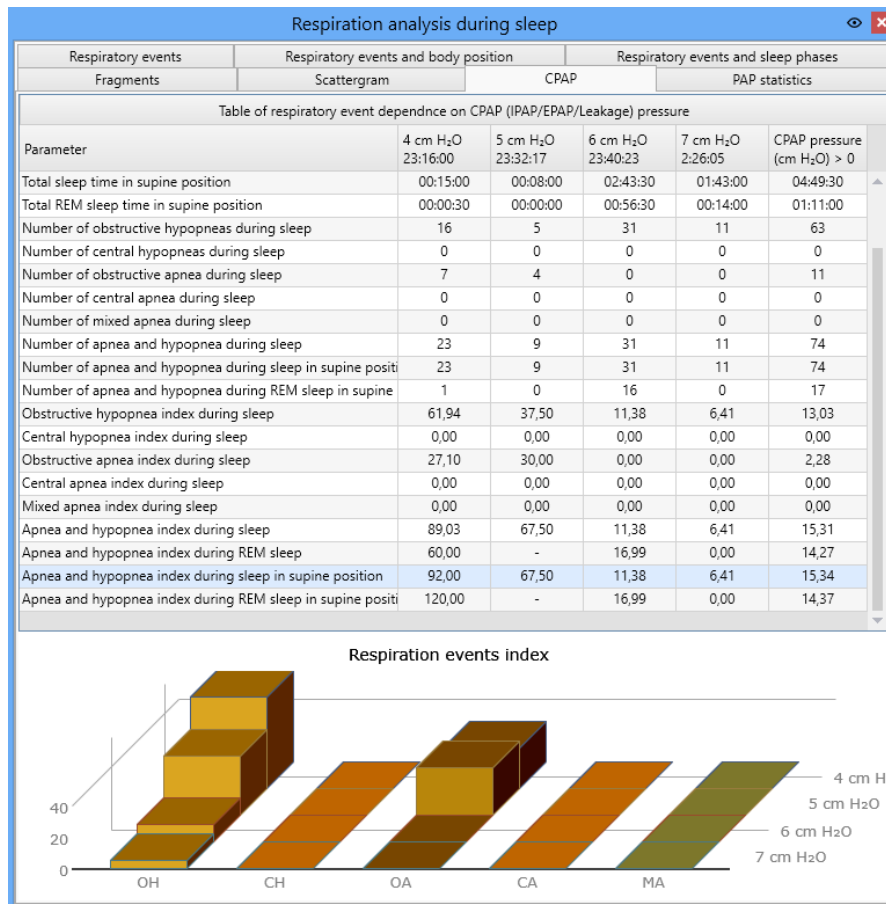 Respiration analysis during sleep
Respiratory events Respiratory events and body position Respiratory events and sleep phases
Fragments Scattergram CPAP PAP statistics
Table of respiratory event dependnce on CPAP (IPAP/EPAP/Leakage) pressure
Parameter 4 cm H₂O 23:16:00 5 cm H₂O 23:32:17 6 cm H₂O 23:40:23 7 cm H₂O 2:26:05 CPAP pressure (cm H₂O) > 0
Total sleep time in supine position 00:15:00 00:08:00 02:43:30 01:43:00 04:49:30
Total REM sleep time in supine position 00:00:30 00:00:00 00:56:30 00:14:00 01:11:00
Number of obstructive hypopneas during sleep 16 5 31 11 63
Number of central hypopneas during sleep 0 0 0 0 0
Number of obstructive apnea during sleep 7 4 0 0 11
Number of central apnea during sleep 0 0 0 0 0
Number of mixed apnea during sleep 0 0 0 0 0
Number of apnea and hypopnea during sleep 23 9 31 11 74
Number of apnea and hypopnea during sleep in supine positi 23 9 31 11 74
Number of apnea and hypopnea during REM sleep in supine 1 0 16 0 17
Obstructive hypopnea index during sleep 61,94 37,50 11,38 6,41 13,03
Central hypopnea index during sleep 0,00 0,00 0,00 0,00 0,00
Obstructive apnea index during sleep 27,10 30,00 0,00 0,00 2,28
Central apnea index during sleep 0,00 0,00 0,00 0,00 0,00
Mixed apnea index during sleep 0,00 0,00 0,00 0,00 0,00
Apnea and hypopnea index during sleep 89,03 67,50 11,38 6,41 15,31
Apnea and hypopnea index during REM sleep 60,00 - 16,99 0,00 14,27
Apnea and hypopnea index during sleep in supine position 92,00 67,50 11,38 6,41 15,34
Apnea and hypopnea index during REM sleep in supine positi 120,00 - 16,99 0,00 14,37
Respiration events index
4 cm H
40 5 cm H₂O
20 6 cm H₂O
0 7 cm H₂O
OH CH OA CA MA